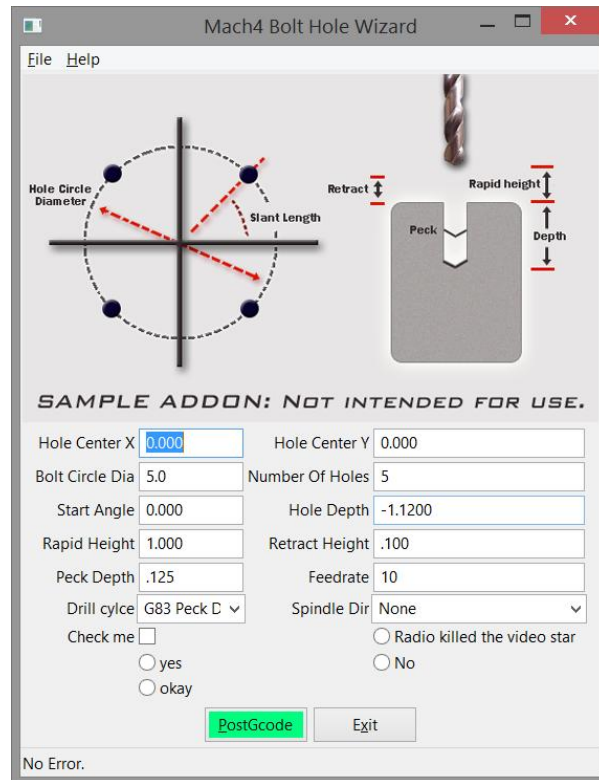 Mach4 Bolt Hole Wizard
File Help
Hole Circle
Diameter
Slant Length
Retract
Rapid height
Peck
Depth
SAMPLE ADDON: NOT INTENDED FOR USE.
Hole Center X 0.000 Hole Center Y 0.000
Bolt Circle Dia 5.0 Number Of Holes 5
Start Angle 0.000 Hole Depth -1.1200
Rapid Height 1.000 Retract Height .100
Peck Depth .125 Feedrate 10
Drill cylce G83 Peck D Spindle Dir None
Check me Radio killed the video star
yes No
okay
PostGcode Exit
No Error.